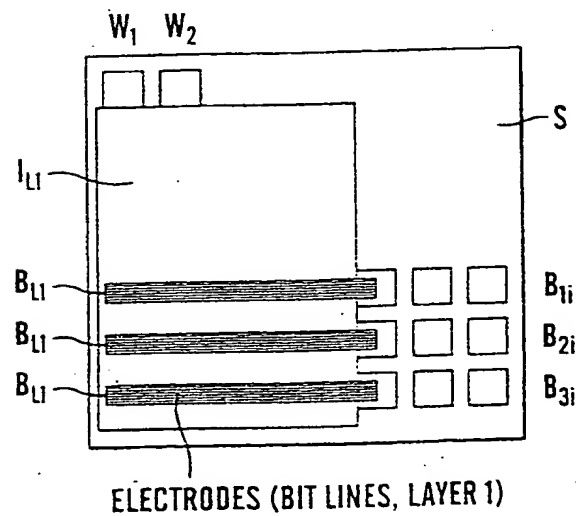 W1 W2
S
IL1
BL1 B1i
BL1 B2i
BL1 B3i
ELECTRODES (BIT LINES, LAYER 1)